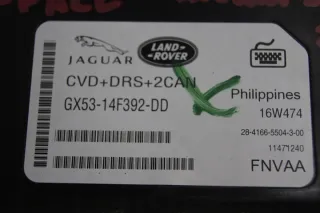 JAGUAR
LAND-
ROVER
CVD+DRS+2CAN
GX53-14F392-DD
Philippines
16W474
28-4166-5504-3-00
11471240
FNVAA